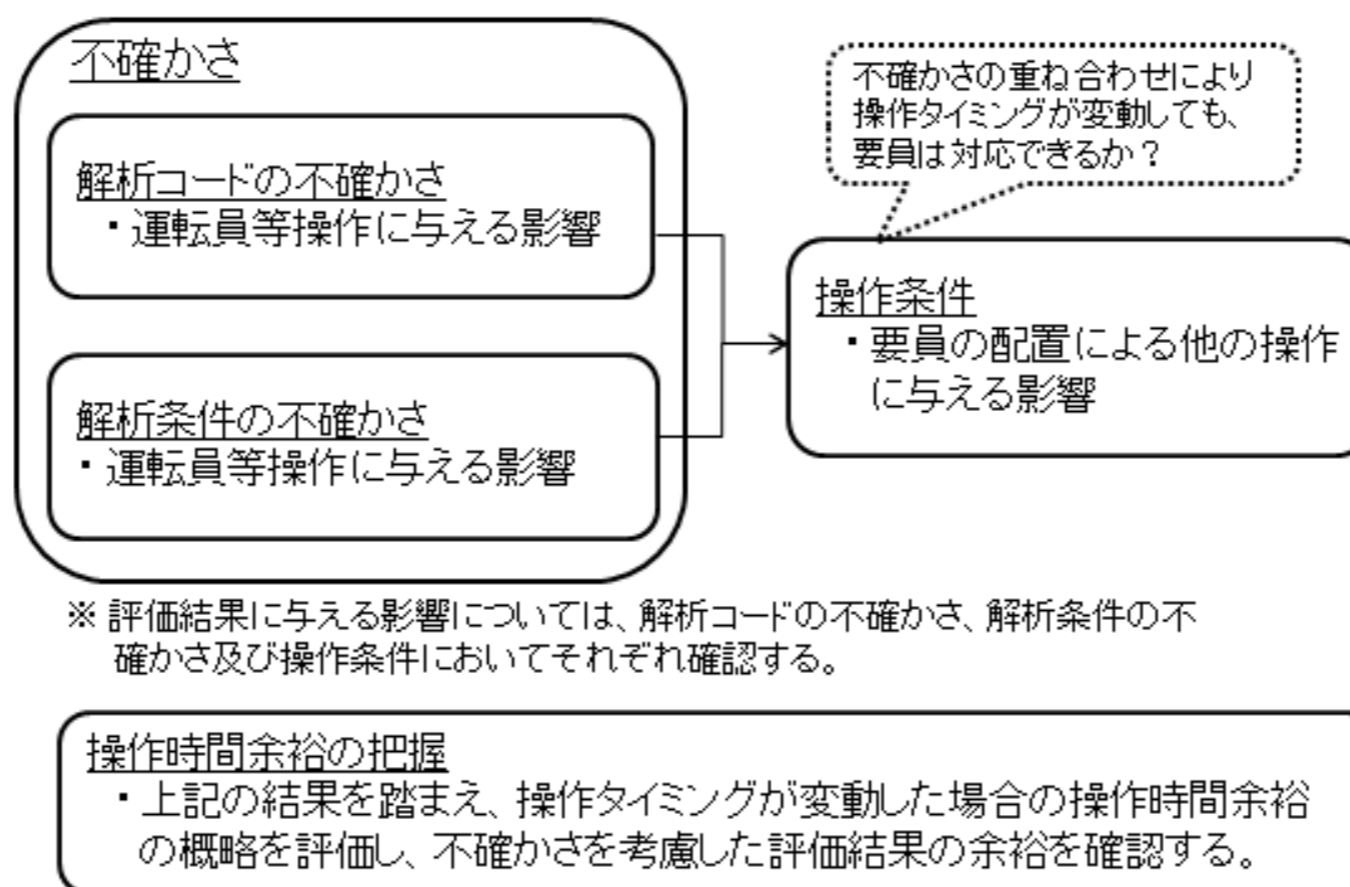 不確かさ
解析コードの不確かさ
・運転員等操作に与える影響
解析条件の不確かさ
・運転員等操作に与える影響
不確かさの重ね合わせにより
操作タイミングが変動しても、
要員は対応できるか？
操作条件
・要員の配置による他の操作
に与える影響
※ 評価結果に与える影響については、解析コードの不確かさ、解析条件の不
確かさ及び操作条件においてそれぞれ確認する。
操作時間余裕の把握
・上記の結果を踏まえ、操作タイミングが変動した場合の操作時間余裕
の概略を評価し、不確かさを考慮した評価結果の余裕を確認する。